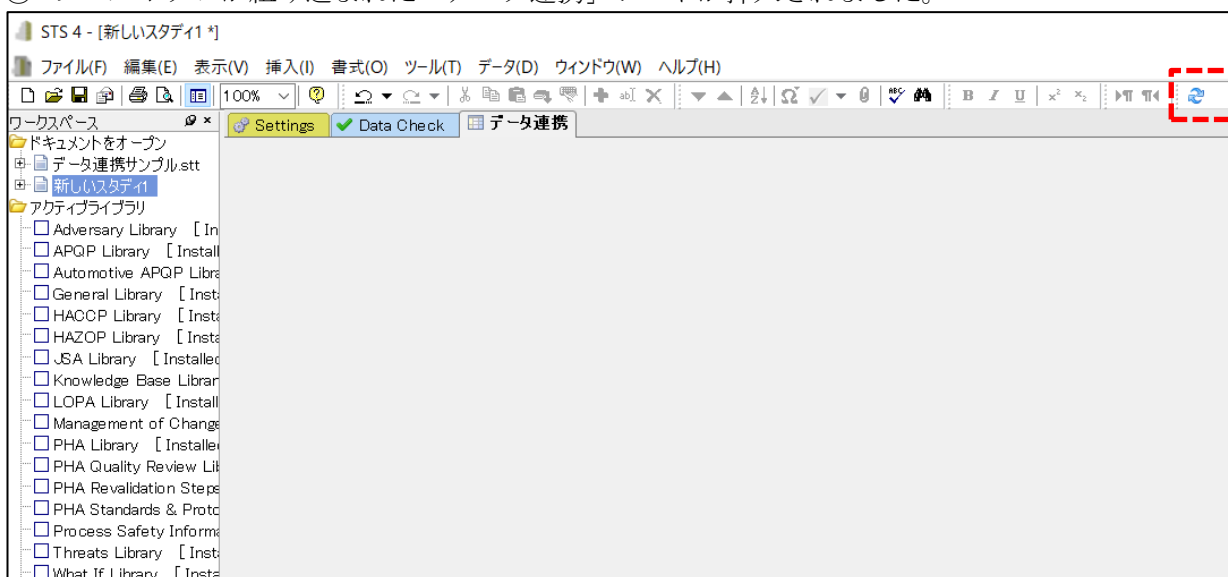 STS 4 - [新しいスタディ1 *]
ファイル(F) 編集(E) 表示(V) 挿入(I) 書式(O) ツール(T) データ(D) ウィンドウ(W) ヘルプ(H)
100% ABC B I U x² x₂
ワークスペース
Settings Data Check データ連携
ドキュメントをオープン
データ連携サンプル.stt
新しいスタディ1
アクティブライブラリ
Adversary Library [ In
APQP Library [ Install
Automotive APQP Libra
General Library [ Inst
HACCP Library [ Insta
HAZOP Library [ Insta
JSA Library [ Installed
Knowledge Base Librar
LOPA Library [ Install
Management of Change
PHA Library [ Installe
PHA Quality Review Lib
PHA Revalidation Steps
PHA Standards & Proto
Process Safety Informa
Threats Library [ Inst
What If Library [ Insta